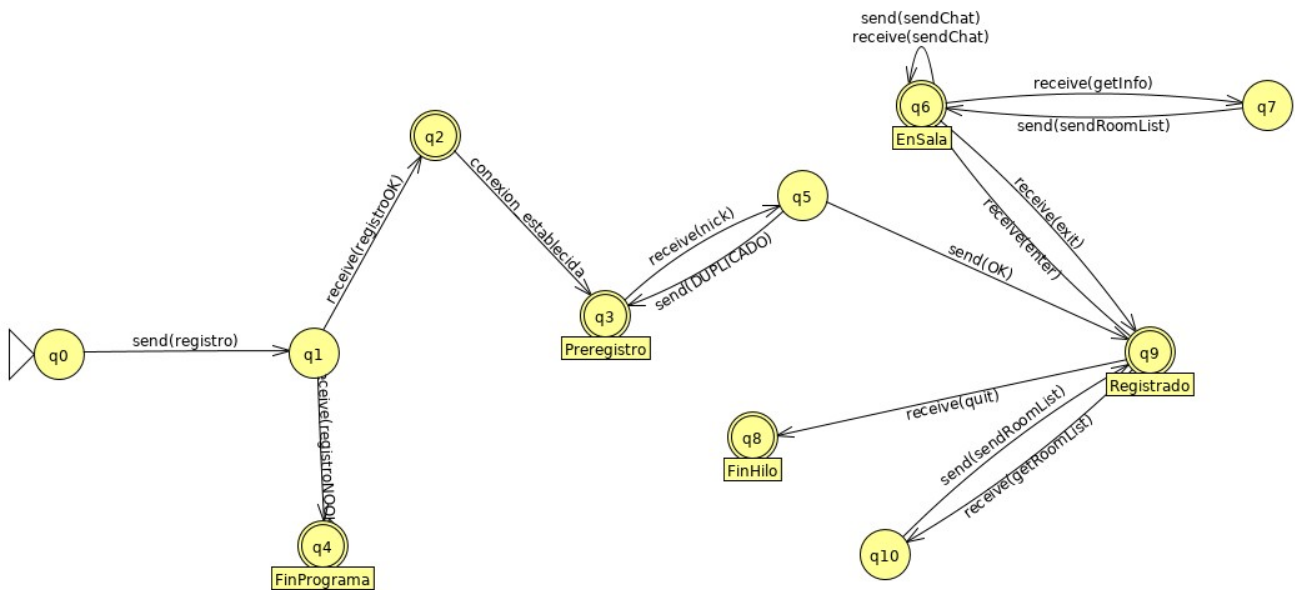 send(sendChat)
receive(sendChat)
q6
EnSala
receive(getInfo)
send(sendRoomList)
q7
q2
receive(registroOK)
conexion_establecida
q5
receive(nick)
send(DUPLICADO)
receive(exit)
receive(enter)
send(OK)
q3
Preregistro
q0
send(registro)
q1
q9
Registrado
receive(quit)
q8
FinHilo
send(sendRoomList)
receive(getRoomList)
q4
FinPrograma
q10